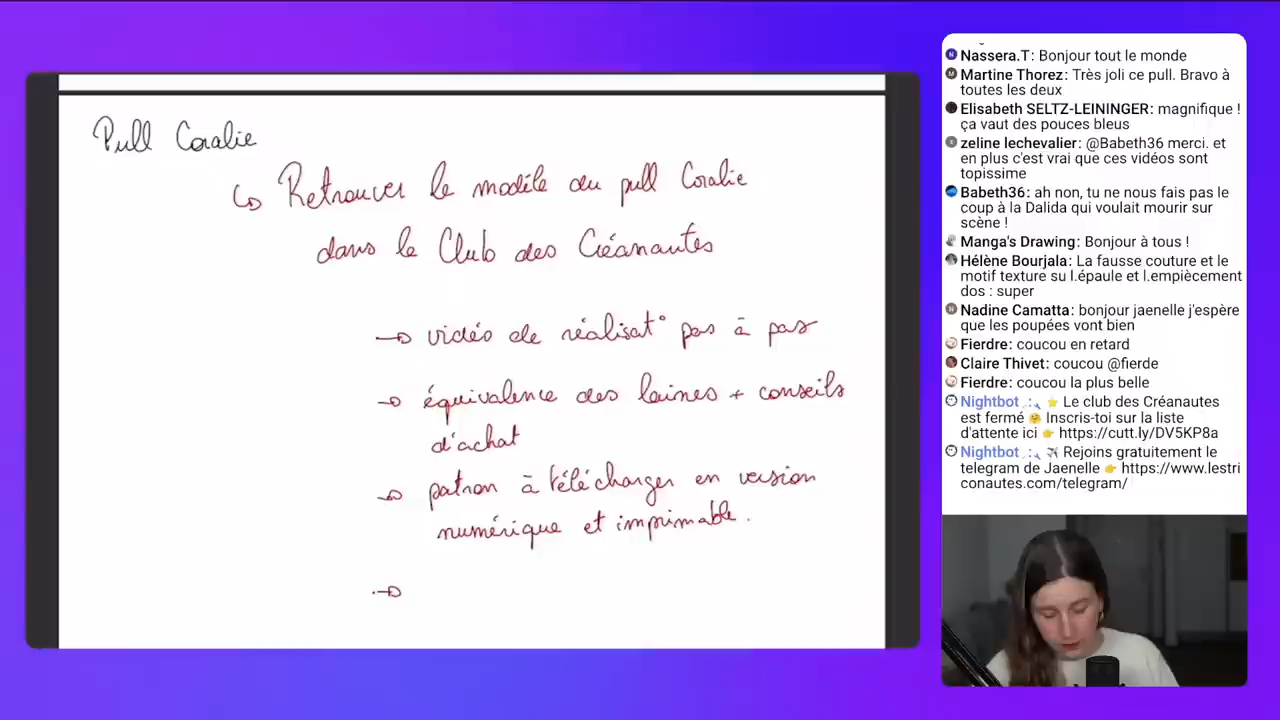 Pull Coralie
↳ Retrouver le modèle du pull Coralie
dans le Club des Créanautes
→ vidéo de réalisat° pas à pas
→ équivalence des laines + conseils
d'achat
→ patron à télécharger en version
numérique et imprimable.
→
Nassera.T: Bonjour tout le monde
Martine Thorez: Très joli ce pull. Bravo à
toutes les deux
Elisabeth SELTZ-LEININGER: magnifique !
ça vaut des pouces bleus
zeline lechevalier: @Babeth36 merci. et
en plus c'est vrai que ces vidéos sont
topissime
Babeth36: ah non, tu ne nous fais pas le
coup à la Dalida qui voulait mourir sur
scène !
Manga's Drawing: Bonjour à tous !
Hélène Bourjala: La fausse couture et le
motif texture su l.épaule et l.empiècement
dos : super
Nadine Camatta: bonjour jaenelle j'espère
que les poupées vont bien
Fierdre: coucou en retard
Claire Thivet: coucou @fierde
Fierdre: coucou la plus belle
Nightbot : ⭐ Le club des Créanautes
est fermé 🤗 Inscris-toi sur la liste
d'attente ici 👉 https://cutt.ly/DV5KP8a
Nightbot : ✈ Rejoins gratuitement le
telegram de Jaenelle 👉 https://www.lestri
conautes.com/telegram/